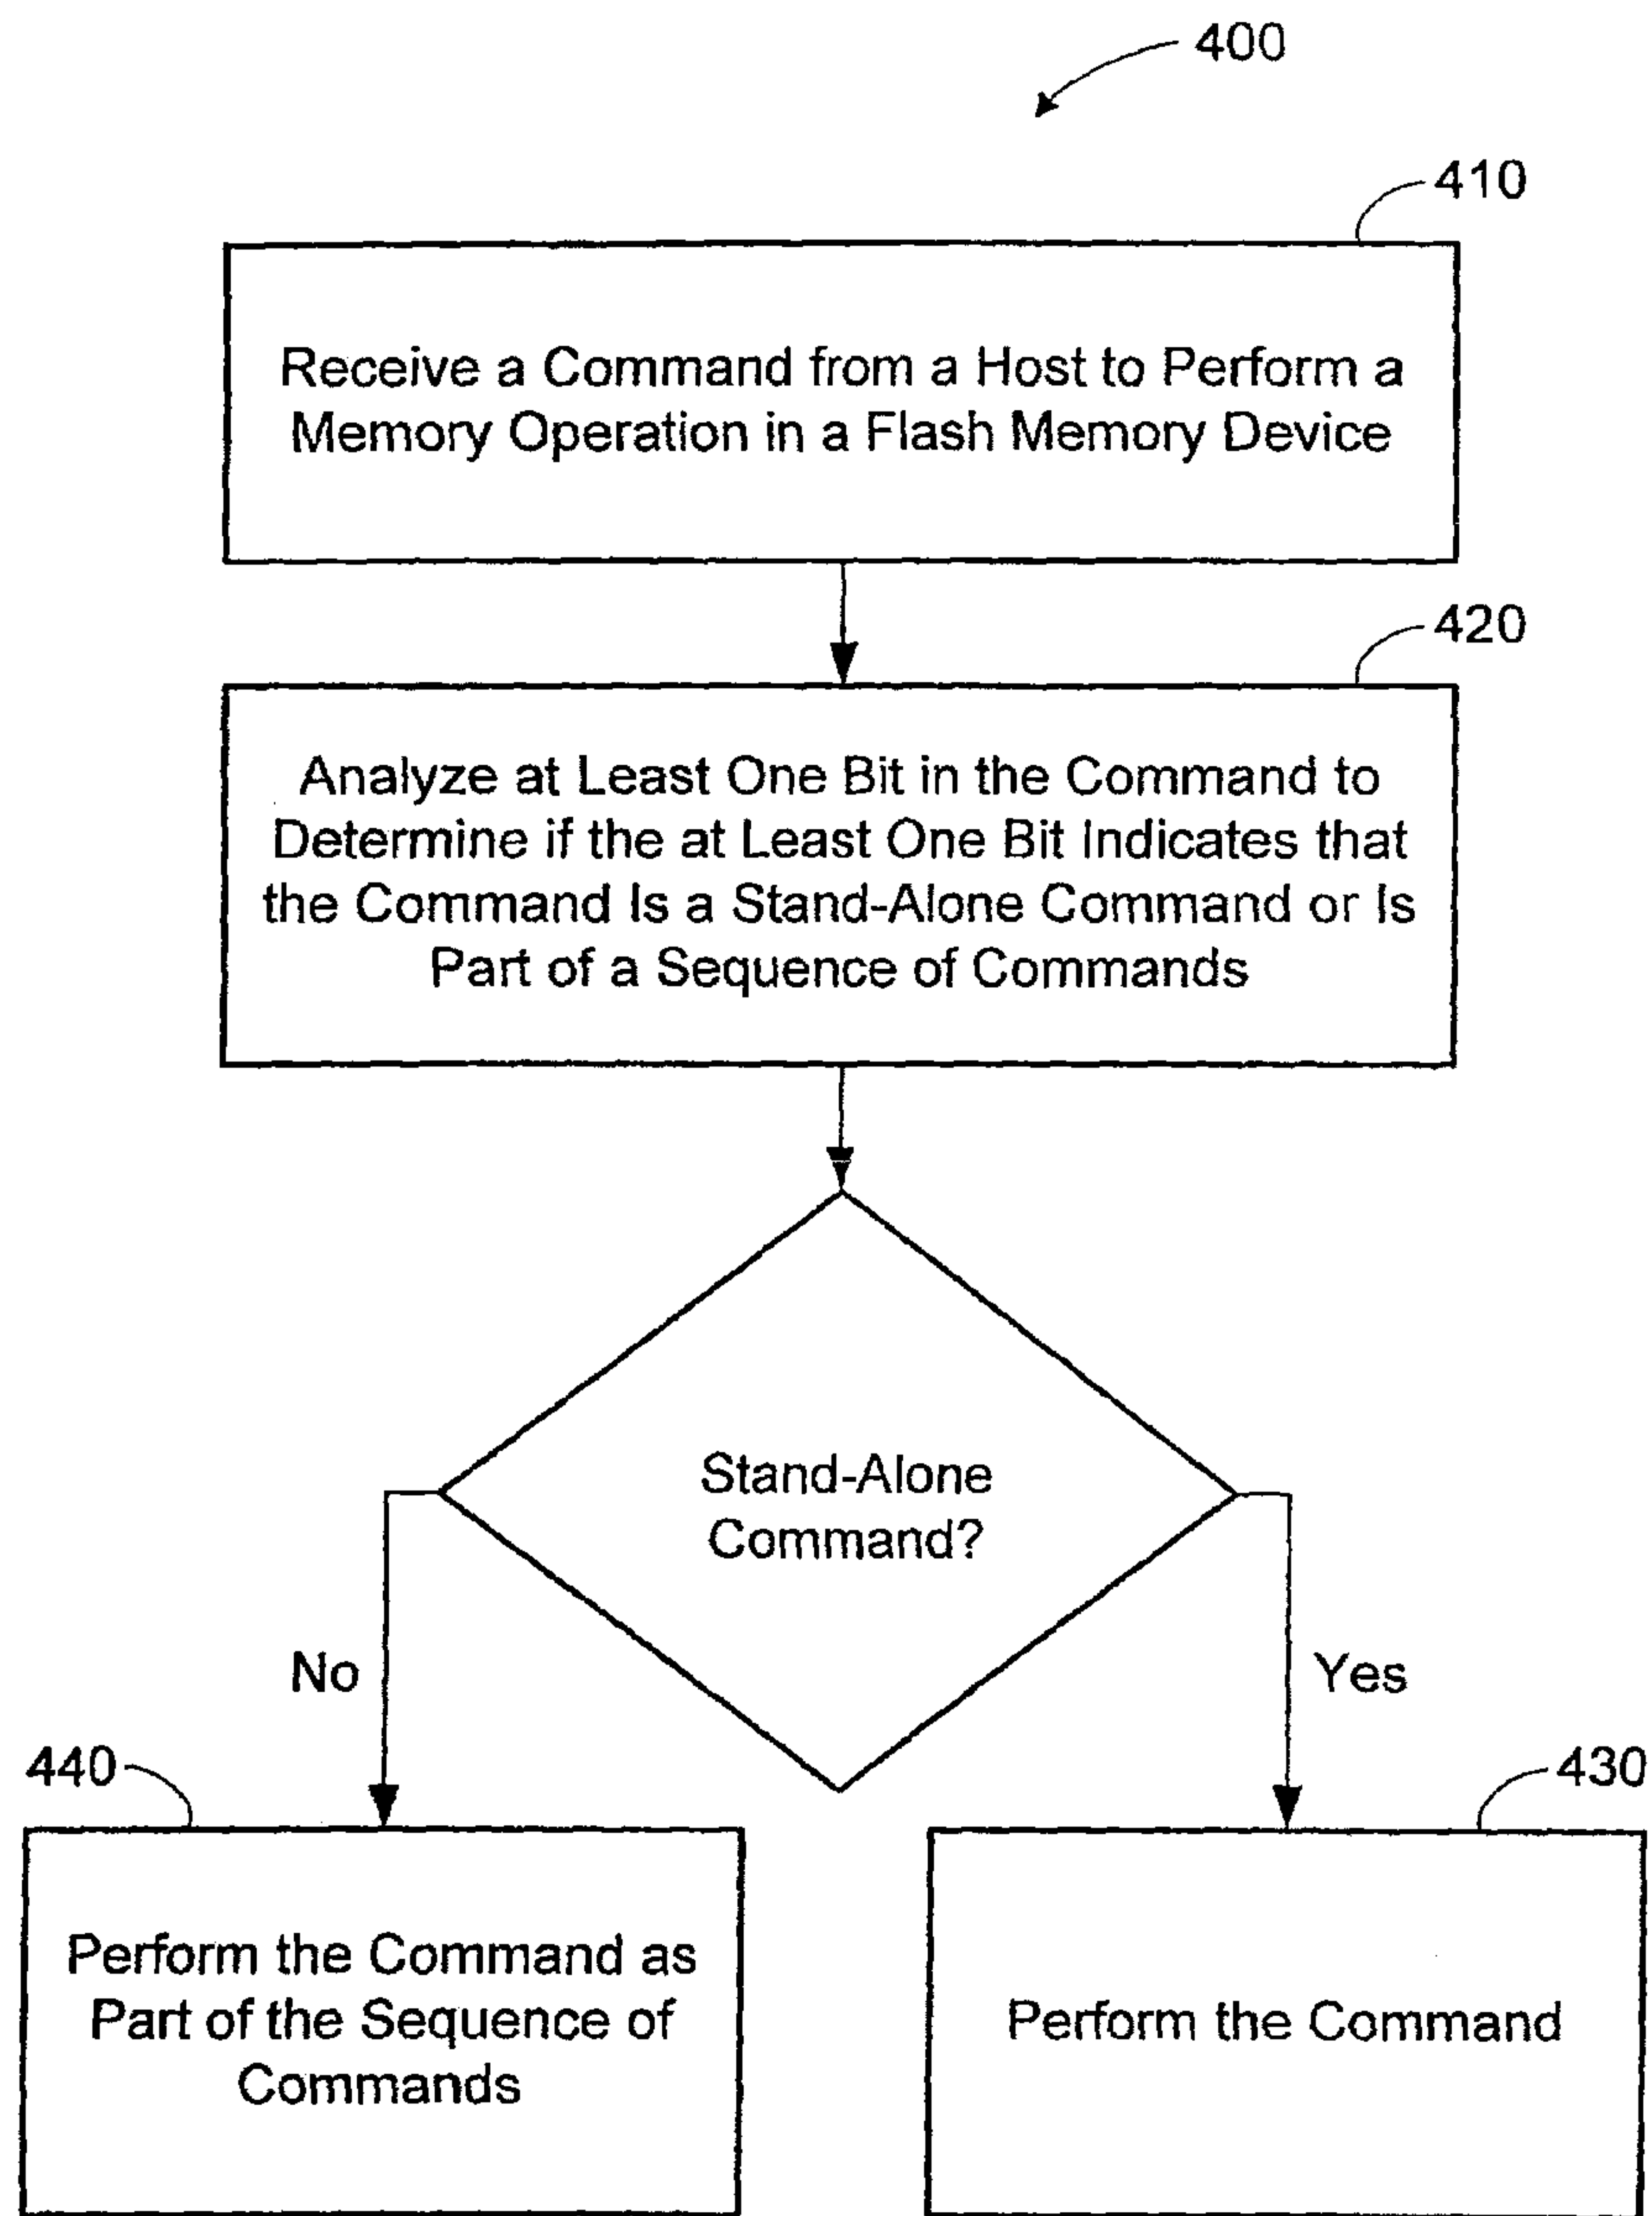 400
410
Receive a Command from a Host to Perform a
Memory Operation in a Flash Memory Device
420
Analyze at Least One Bit in the Command to
Determine if the at Least One Bit Indicates that
the Command Is a Stand-Alone Command or Is
Part of a Sequence of Commands
Stand-Alone
Command?
No
Yes
440
430
Perform the Command as
Part of the Sequence of
Commands
Perform the Command